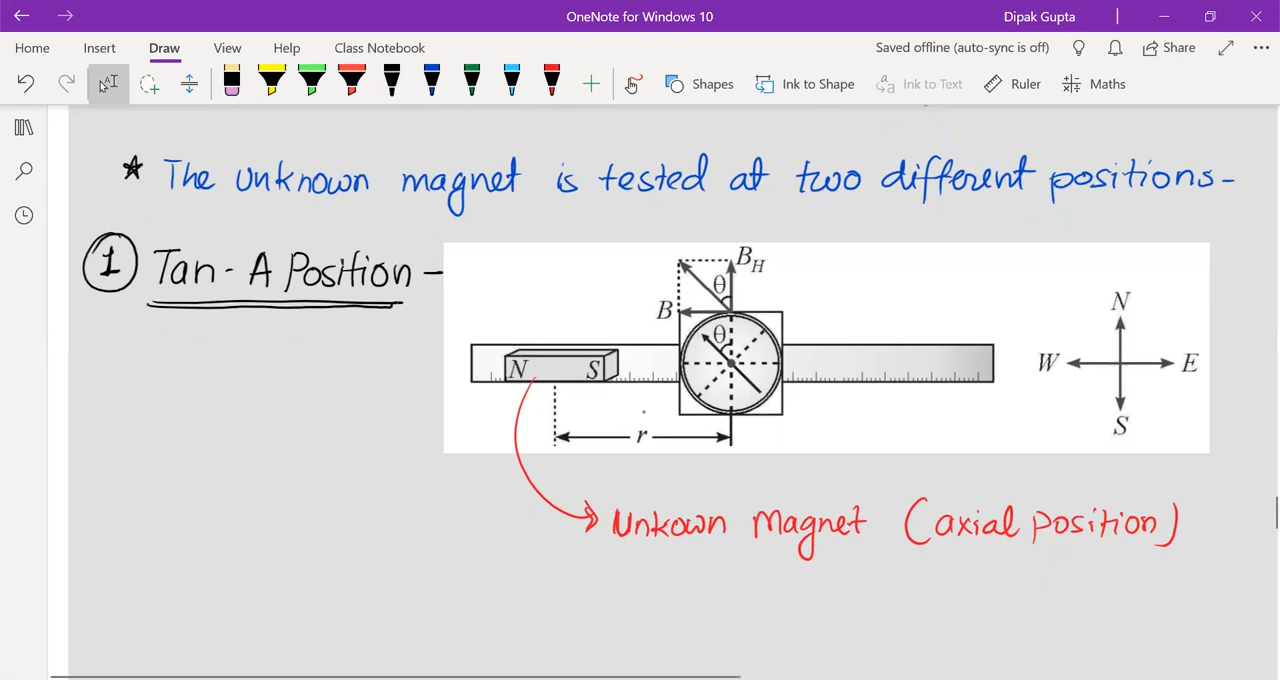 OneNote for Windows 10
Dipak Gupta
Home Insert Draw View Help Class Notebook
Saved offline (auto-sync is off) Share
Shapes Ink to Shape Ink to Text Ruler Maths
★ The unknown magnet is tested at two different positions-
① Tan-A Position -
B_H
θ
B
θ
N S
r
N
W E
S
Unkown Magnet (axial position)